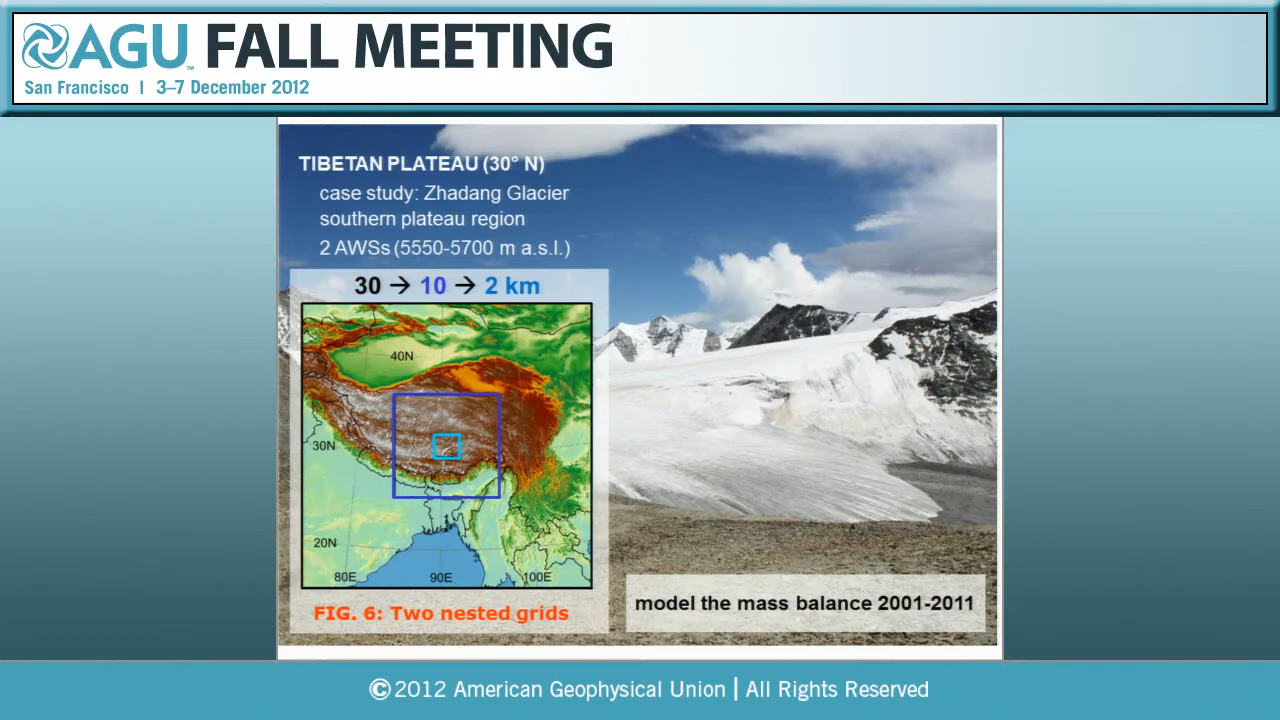 AGU™ FALL MEETING
San Francisco | 3–7 December 2012
TIBETAN PLATEAU (30° N)
case study: Zhadang Glacier
southern plateau region
2 AWSs (5550-5700 m a.s.l.)
30 → 10 → 2 km
40N
30N
20N
80E 90E 100E
FIG. 6: Two nested grids
model the mass balance 2001-2011
©2012 American Geophysical Union | All Rights Reserved